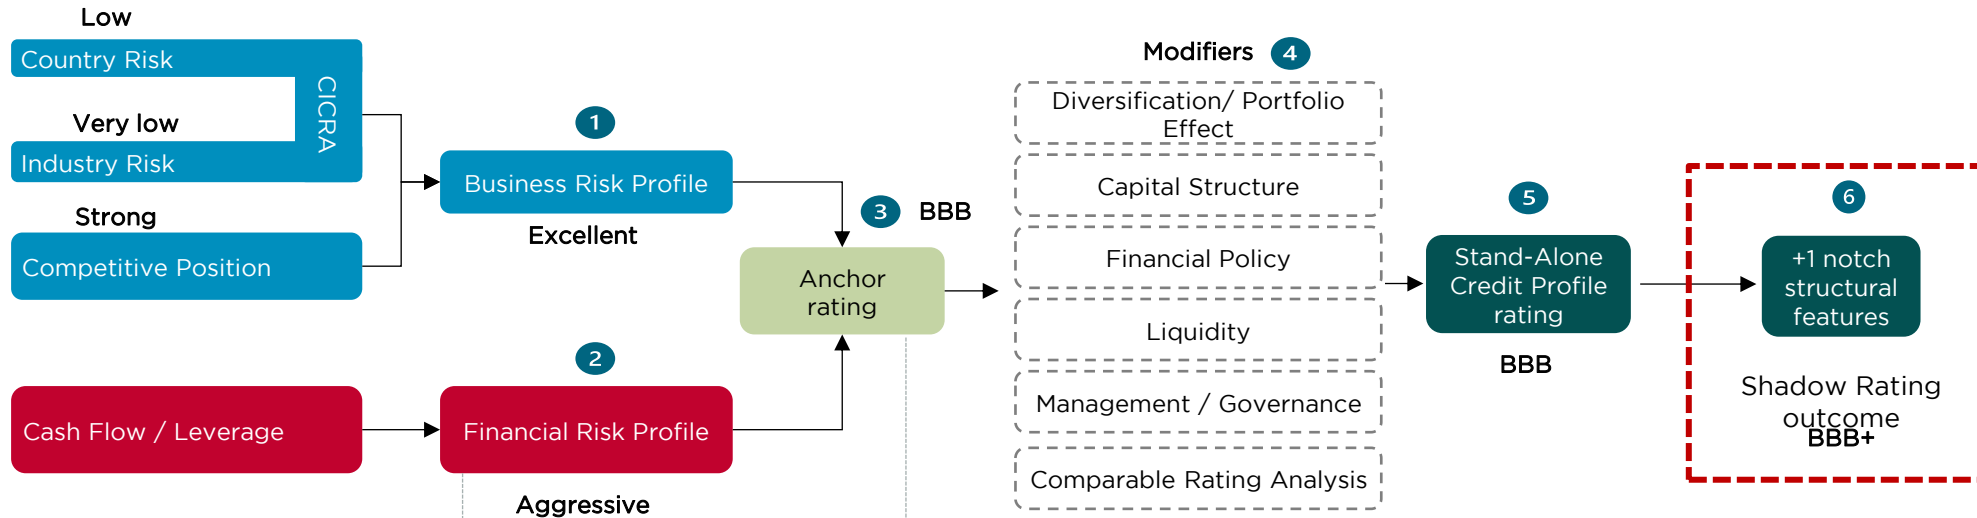 Low
Country Risk
CICRA
Very low
Industry Risk
Strong
Competitive Position
1
Business Risk Profile
Excellent
Cash Flow / Leverage
2
Financial Risk Profile
Aggressive
3
BBB
Anchor
rating
Modifiers
4
Diversification/ Portfolio
Effect
Capital Structure
Financial Policy
Liquidity
Management / Governance
Comparable Rating Analysis
5
Stand-Alone
Credit Profile
rating
BBB
6
+1 notch
structural
features
Shadow Rating
outcome
BBB+